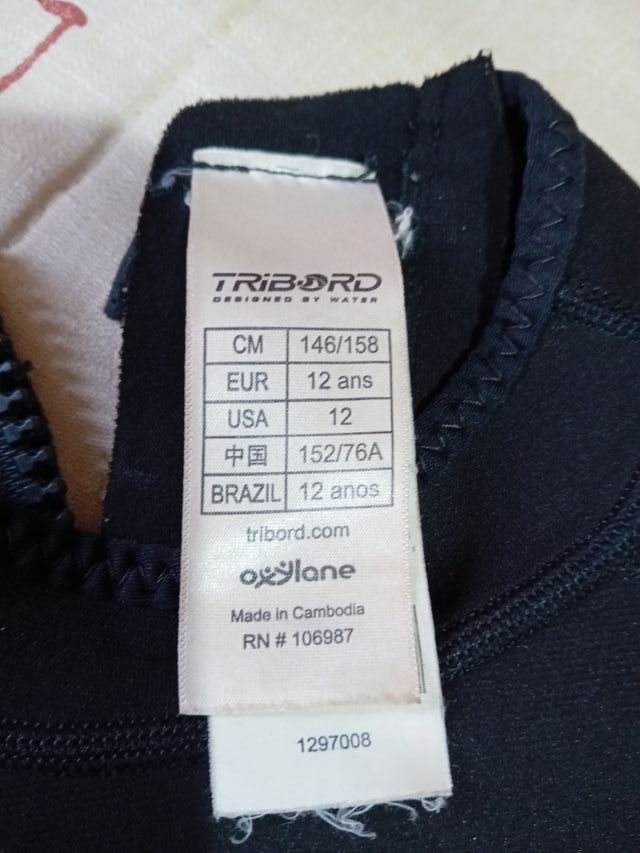 TRIBORD
DESIGNED BY WATER
CM 146/158
EUR 12 ans
USA 12
中国 152/76A
BRAZIL 12 anos
tribord.com
oxylane
Made in Cambodia
RN # 106987
1297008